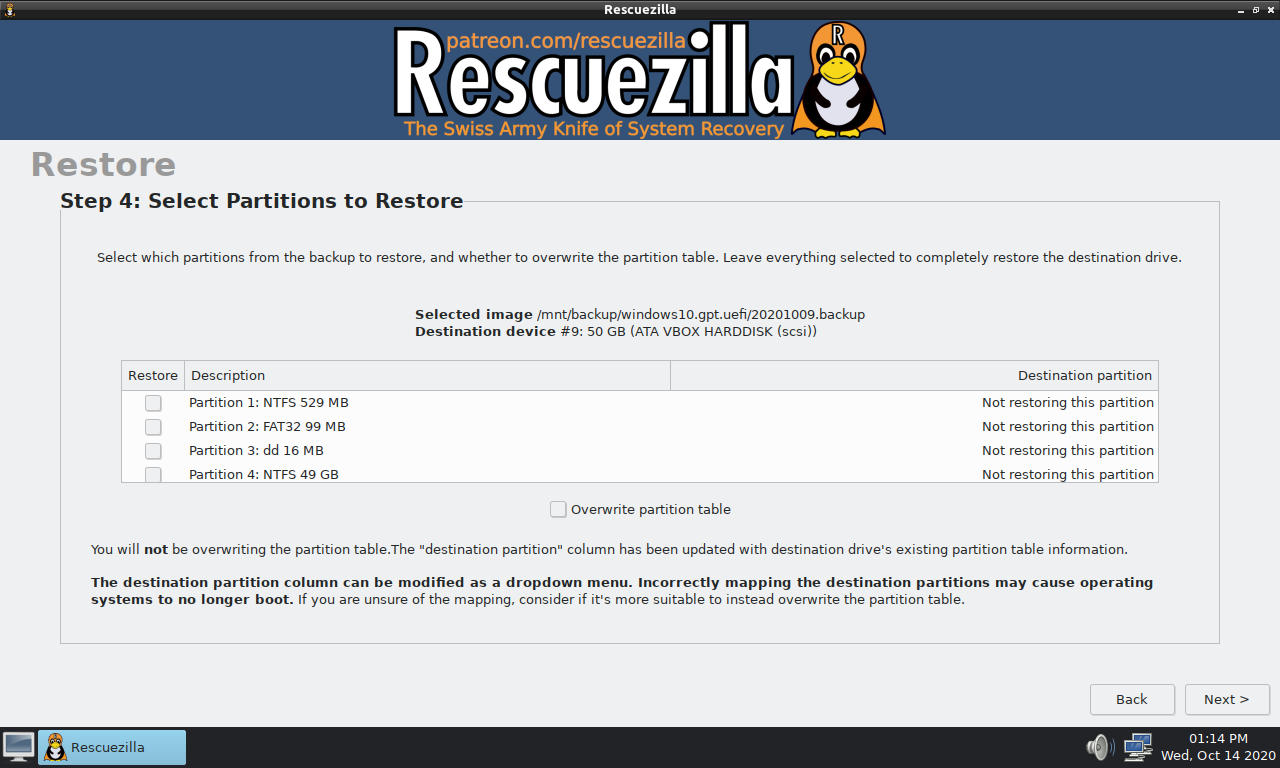 Rescuezilla
patreon.com/rescuezilla
Rescuezilla
R
The Swiss Army Knife of System Recovery
Restore
Step 4: Select Partitions to Restore
Select which partitions from the backup to restore, and whether to overwrite the partition table. Leave everything selected to completely restore the destination drive.
Selected image /mnt/backup/windows10.gpt.uefi/20201009.backup
Destination device #9: 50 GB (ATA VBOX HARDDISK (scsi))
Restore Description Destination partition
Partition 1: NTFS 529 MB Not restoring this partition
Partition 2: FAT32 99 MB Not restoring this partition
Partition 3: dd 16 MB Not restoring this partition
Partition 4: NTFS 49 GB Not restoring this partition
Overwrite partition table
You will not be overwriting the partition table.The "destination partition" column has been updated with destination drive's existing partition table information.
The destination partition column can be modified as a dropdown menu. Incorrectly mapping the destination partitions may cause operating
systems to no longer boot. If you are unsure of the mapping, consider if it's more suitable to instead overwrite the partition table.
Back Next >
Rescuezilla
01:14 PM
Wed, Oct 14 2020